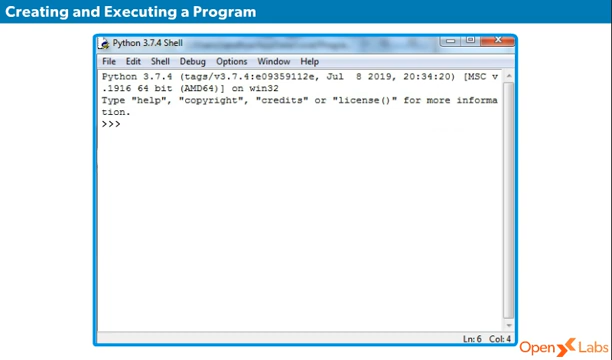 Creating and Executing a Program
Python 3.7.4 Shell
File Edit Shell Debug Options Window Help
Python 3.7.4 (tags/v3.7.4:e09359112e, Jul 8 2019, 20:34:20) [MSC v
.1916 64 bit (AMD64)] on win32
Type "help", "copyright", "credits" or "license()" for more informa
tion.
>>>
Ln: 6 Col: 4
OpenX Labs